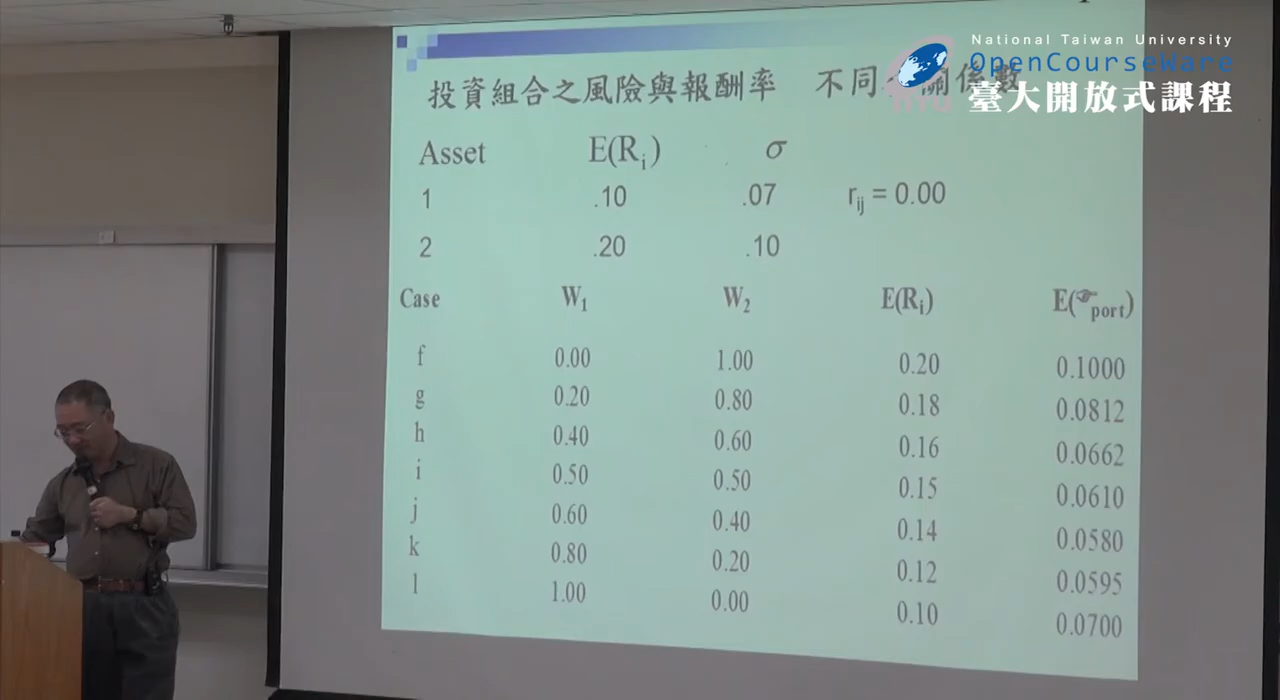 National Taiwan University
OpenCourseWare
臺大開放式課程
投資組合之風險與報酬率 不同 關係數
Asset E(Ri) σ
1 .10 .07 rij = 0.00
2 .20 .10
Case W1 W2 E(Ri) E(☞port)
f 0.00 1.00 0.20 0.1000
g 0.20 0.80 0.18 0.0812
h 0.40 0.60 0.16 0.0662
i 0.50 0.50 0.15 0.0610
j 0.60 0.40 0.14 0.0580
k 0.80 0.20 0.12 0.0595
l 1.00 0.00 0.10 0.0700